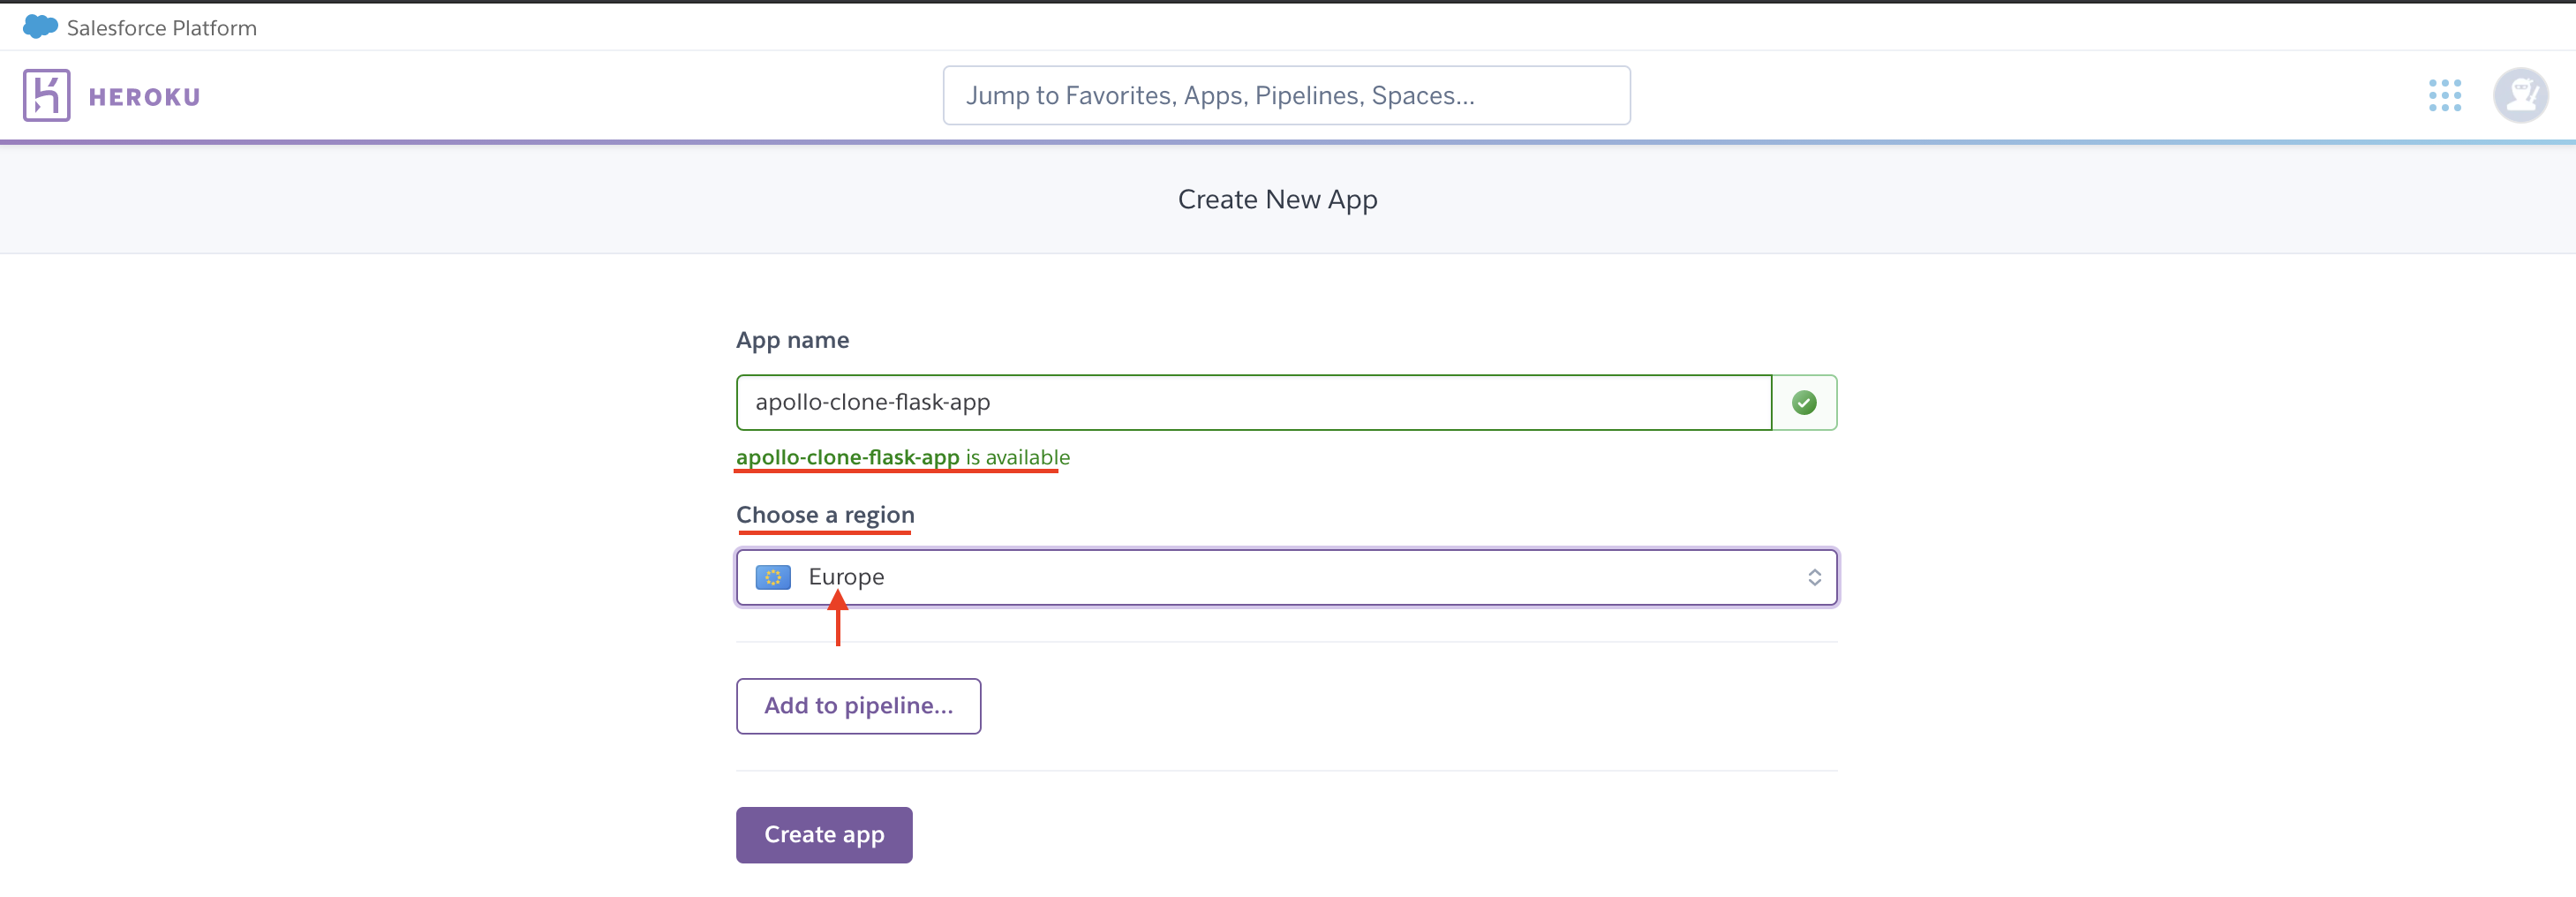 Salesforce Platform
HEROKU
Jump to Favorites, Apps, Pipelines, Spaces...
Create New App
App name
apollo-clone-flask-app
apollo-clone-flask-app is available
Choose a region
Europe
Add to pipeline...
Create app